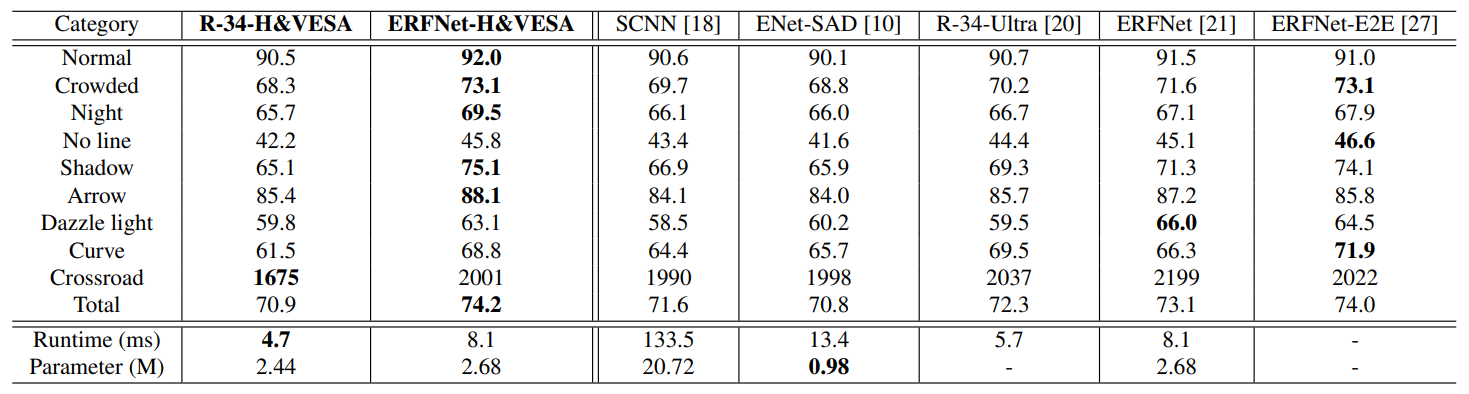 Category R-34-H&VESA ERFNet-H&VESA SCNN [18] ENet-SAD [10] R-34-Ultra [20] ERFNet [21] ERFNet-E2E [27]
Normal 90.5 92.0 90.6 90.1 90.7 91.5 91.0
Crowded 68.3 73.1 69.7 68.8 70.2 71.6 73.1
Night 65.7 69.5 66.1 66.0 66.7 67.1 67.9
No line 42.2 45.8 43.4 41.6 44.4 45.1 46.6
Shadow 65.1 75.1 66.9 65.9 69.3 71.3 74.1
Arrow 85.4 88.1 84.1 84.0 85.7 87.2 85.8
Dazzle light 59.8 63.1 58.5 60.2 59.5 66.0 64.5
Curve 61.5 68.8 64.4 65.7 69.5 66.3 71.9
Crossroad 1675 2001 1990 1998 2037 2199 2022
Total 70.9 74.2 71.6 70.8 72.3 73.1 74.0
Runtime (ms) 4.7 8.1 133.5 13.4 5.7 8.1 -
Parameter (M) 2.44 2.68 20.72 0.98 - 2.68 -